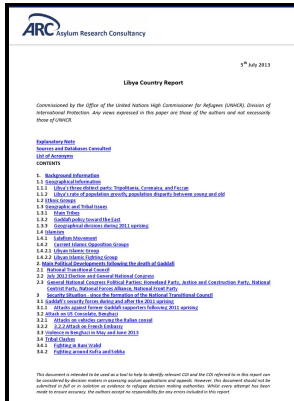 ARC Asylum Research Consultancy
5th July 2013
Libya Country Report
Commissioned by the Office of the United Nations High Commissioner for Refugees (UNHCR), Division of
International Protection. Any views expressed in this paper are those of the authors and not necessarily
those of UNHCR.
Explanatory Note
Sources and Databases Consulted
List of Acronyms
CONTENTS
1. Background Information
1.1 Geographical Information
1.1.1 Libya's three distinct parts: Tripolitania, Cyrenaica, and Fezzan
1.1.2 Libya's rate of population growth; population disparity between young and old
1.2 Ethnic Groups
1.3 Geographic and Tribal Issues
1.3.1 Main Tribes
1.3.2 Gaddafi policy toward the East
1.3.3 Geographical divisions during 2011 uprising
1.4 Islamism
1.4.1 Salafism Movement
1.4.2 Current Islamic Opposition Groups
1.4.2.1 Libyan Islamic Group
1.4.2.2 Libyan Islamic Fighting Group
2 Main Political Developments following the death of Gaddafi
2.1 National Transitional Council
2.2 July 2012 Election and General National Congress
2.3 General National Congress Political Parties: Homeland Party, Justice and Construction Party, National
Centrist Party, National Forces Alliance, National Front Party
3 Security Situation - since the formation of the National Transitional Council
3.1 Gaddafi's security forces during and after the 2011 uprising
3.1.1 Attacks against former Gaddafi supporters following 2011 uprising
3.2 Attack on US Consulate, Benghazi
3.2.1 Attacks on vehicles carrying the Italian consul
3.2.2 3.2.2 Attack on French Embassy
3.3 Violence in Benghazi in May and June 2013
3.4 Tribal Clashes
3.4.1 Fighting in Bani Walid
3.4.2 Fighting around Kufra and Sebha
This document is intended to be used as a tool to help to identify relevant COI and the COI referred to in this report can
be considered by decision makers in assessing asylum applications and appeals. However, this document should not be
submitted in full or in isolation as evidence to refugee decision making authorities. Whilst every attempt has been
made to ensure accuracy, the authors accept no responsibility for any errors included in this report.